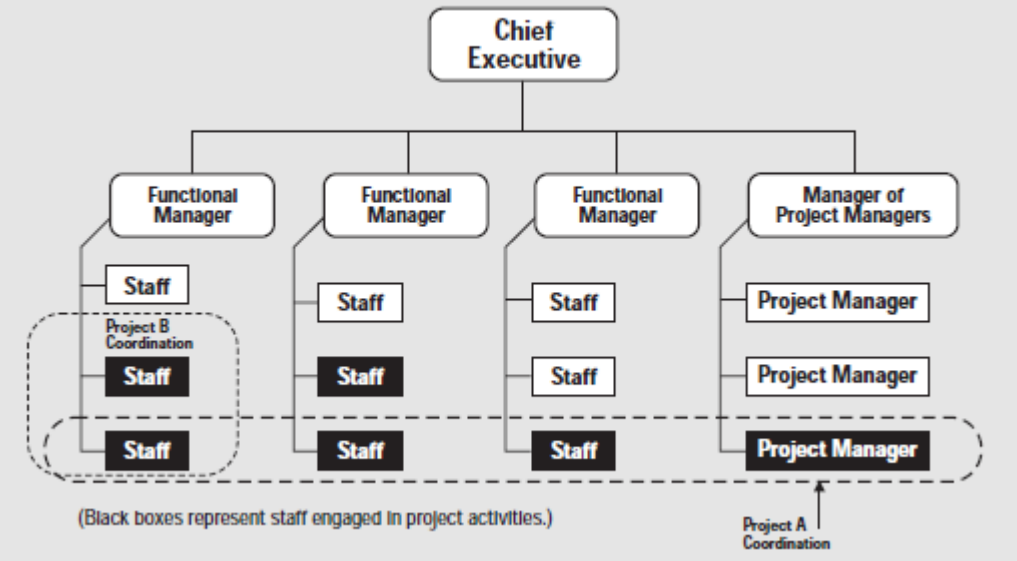 Chief
Executive
Functional
Manager
Functional
Manager
Functional
Manager
Manager of
Project Managers
Staff
Staff
Staff
Project Manager
Project B
Coordination
Staff
Staff
Staff
Project Manager
Staff
Staff
Staff
Project Manager
(Black boxes represent staff engaged in project activities.)
Project A
Coordination